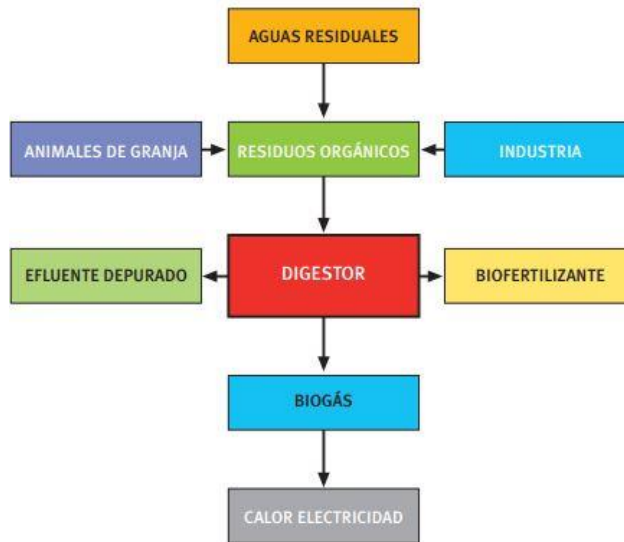 AGUAS RESIDUALES
ANIMALES DE GRANJA
RESIDUOS ORGÁNICOS
INDUSTRIA
EFLUENTE DEPURADO
DIGESTOR
BIOFERTILIZANTE
BIOGÁS
CALOR ELECTRICIDAD